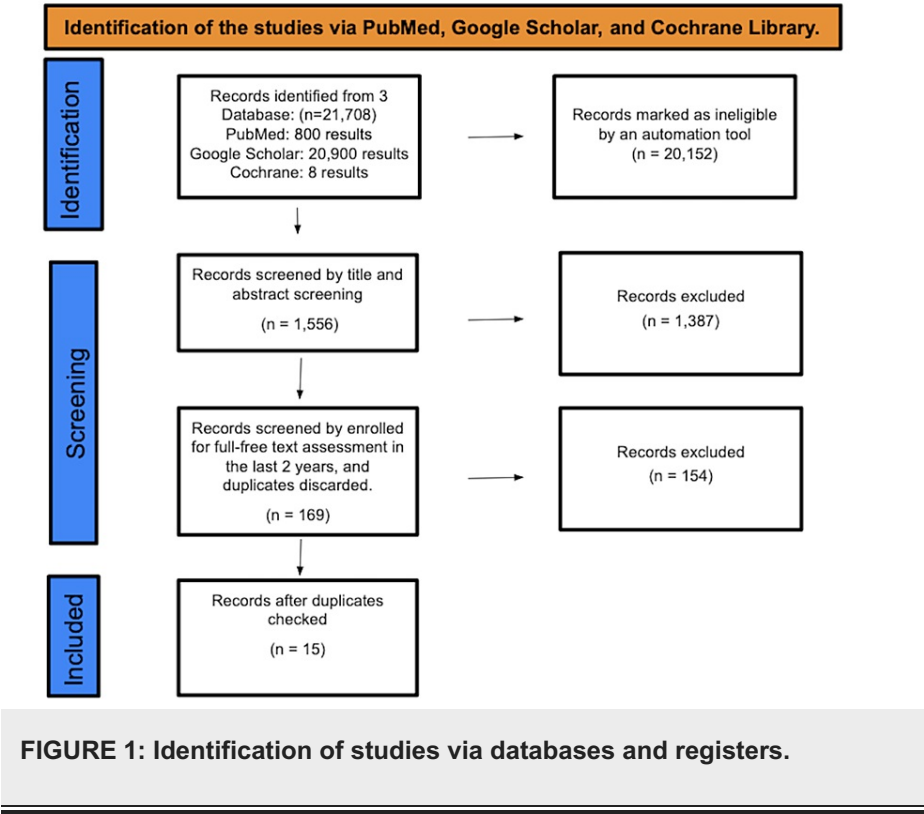 Identification of the studies via PubMed, Google Scholar, and Cochrane Library.
Identification
Records identified from 3
Database: (n=21,708)
PubMed: 800 results
Google Scholar: 20,900 results
Cochrane: 8 results
Records marked as ineligible
by an automation tool
(n = 20,152)
Screening
Records screened by title and
abstract screening
(n = 1,556)
Records excluded
(n = 1,387)
Records screened by enrolled
for full-free text assessment in
the last 2 years, and
duplicates discarded.
(n = 169)
Records excluded
(n = 154)
Included
Records after duplicates
checked
(n = 15)
FIGURE 1: Identification of studies via databases and registers.